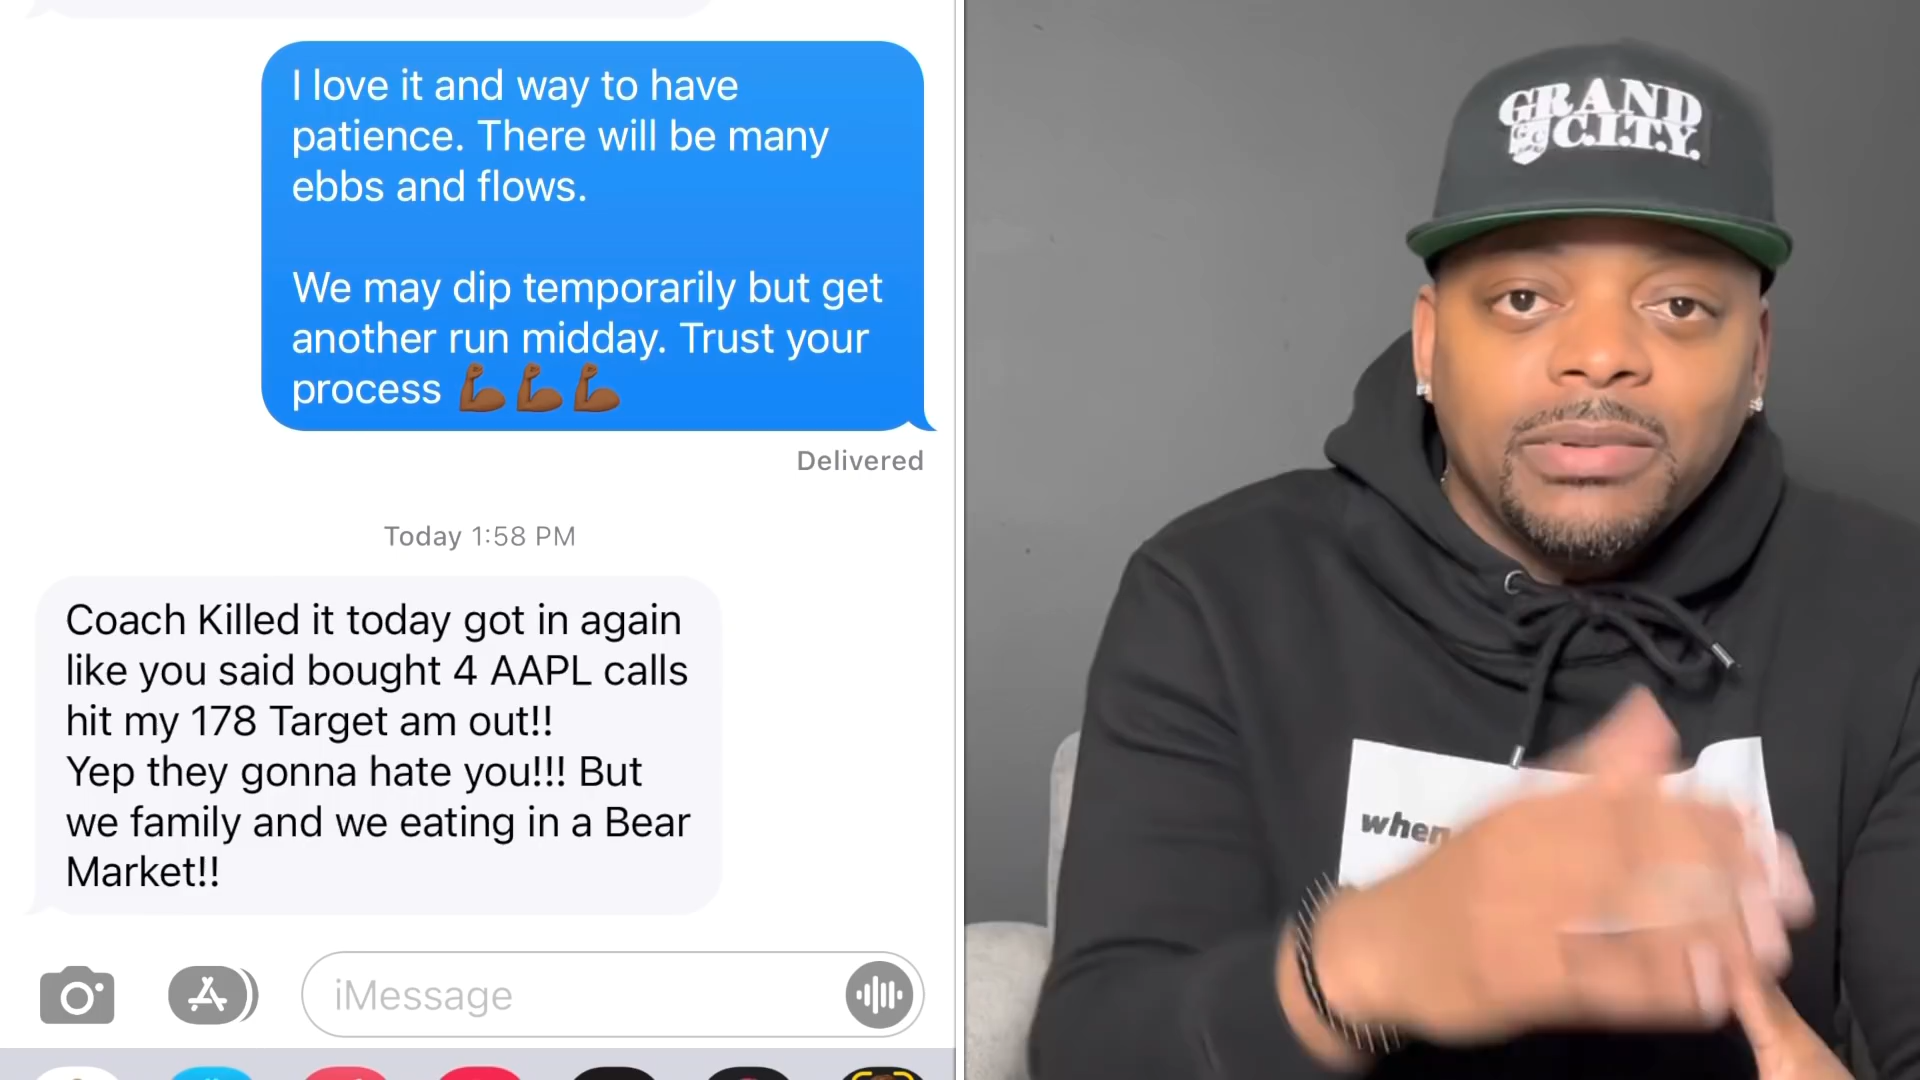 I love it and way to have
patience. There will be many
ebbs and flows.
We may dip temporarily but get
another run midday. Trust your
process 💪🏾💪🏾💪🏾
Delivered
Today 1:58 PM
Coach Killed it today got in again
like you said bought 4 AAPL calls
hit my 178 Target am out!!
Yep they gonna hate you!!! But
we family and we eating in a Bear
Market!!
iMessage
GRAND
C.I.T.Y.
when